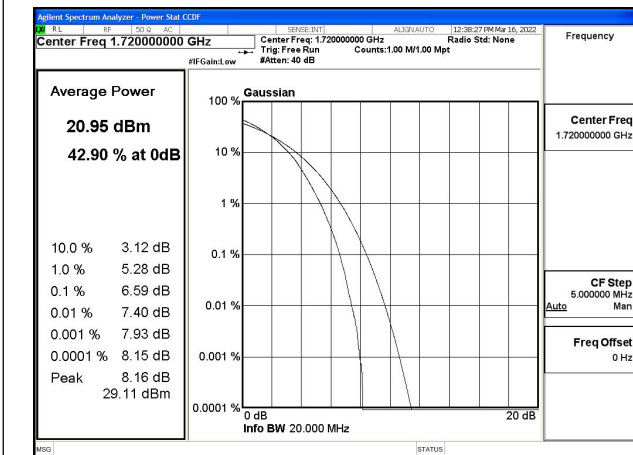 Agilent Spectrum Analyzer - Power Stat CCDF
RL RF 50 Ω AC SENSE:INT ALIGN AUTO 12:38:27 PM Mar 16, 2022
Center Freq 1.720000000 GHz
Center Freq: 1.720000000 GHz Radio Std: None
Trig: Free Run Counts:1.00 M/1.00 Mpt
#IFGain:Low #Atten: 40 dB
Frequency
Average Power
20.95 dBm
42.90 % at 0dB
10.0 % 3.12 dB
1.0 % 5.28 dB
0.1 % 6.59 dB
0.01 % 7.40 dB
0.001 % 7.93 dB
0.0001 % 8.15 dB
Peak 8.16 dB
29.11 dBm
Gaussian
100 %
10 %
1 %
0.1 %
0.01 %
0.001 %
0.0001 %
0 dB 20 dB
Info BW 20.000 MHz
Center Freq
1.720000000 GHz
CF Step
5.000000 MHz
Auto Man
Freq Offset
0 Hz
MSG STATUS